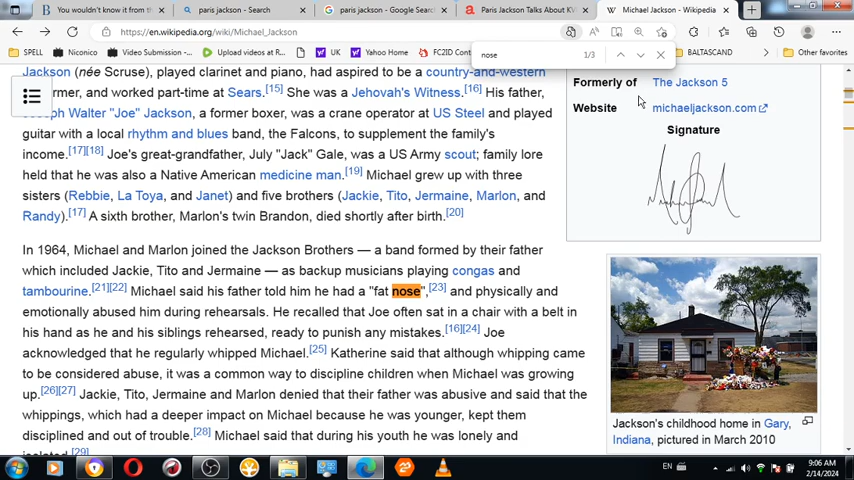 You wouldn't know it from th
paris jackson - Search
paris jackson - Google Searc
Paris Jackson Talks About KV
Michael Jackson - Wikipedia
https://en.wikipedia.org/wiki/Michael_Jackson
SPELL
Niconico
Video Submission -...
Upload videos at R...
UK
Yahoo Home
FC2ID Cont
BALTASCAND
Other favorites
nose
1/3
Jackson (née Scruse), played clarinet and piano, had aspired to be a country-and-western
ormer, and worked part-time at Sears.[15] She was a Jehovah's Witness.[16] His father,
Joseph Walter "Joe" Jackson, a former boxer, was a crane operator at US Steel and played
guitar with a local rhythm and blues band, the Falcons, to supplement the family's
income.[17][18] Joe's great-grandfather, July "Jack" Gale, was a US Army scout; family lore
held that he was also a Native American medicine man.[19] Michael grew up with three
sisters (Rebbie, La Toya, and Janet) and five brothers (Jackie, Tito, Jermaine, Marlon, and
Randy).[17] A sixth brother, Marlon's twin Brandon, died shortly after birth.[20]
In 1964, Michael and Marlon joined the Jackson Brothers — a band formed by their father
which included Jackie, Tito and Jermaine — as backup musicians playing congas and
tambourine.[21][22] Michael said his father told him he had a "fat nose",[23] and physically and
emotionally abused him during rehearsals. He recalled that Joe often sat in a chair with a belt in
his hand as he and his siblings rehearsed, ready to punish any mistakes.[16][24] Joe
acknowledged that he regularly whipped Michael.[25] Katherine said that although whipping came
to be considered abuse, it was a common way to discipline children when Michael was growing
up.[26][27] Jackie, Tito, Jermaine and Marlon denied that their father was abusive and said that the
whippings, which had a deeper impact on Michael because he was younger, kept them
disciplined and out of trouble.[28] Michael said that during his youth he was lonely and
isolated.[29]
Formerly of The Jackson 5
Website michaeljackson.com
Signature
Jackson's childhood home in Gary,
Indiana, pictured in March 2010
EN
9:06 AM
2/14/2024